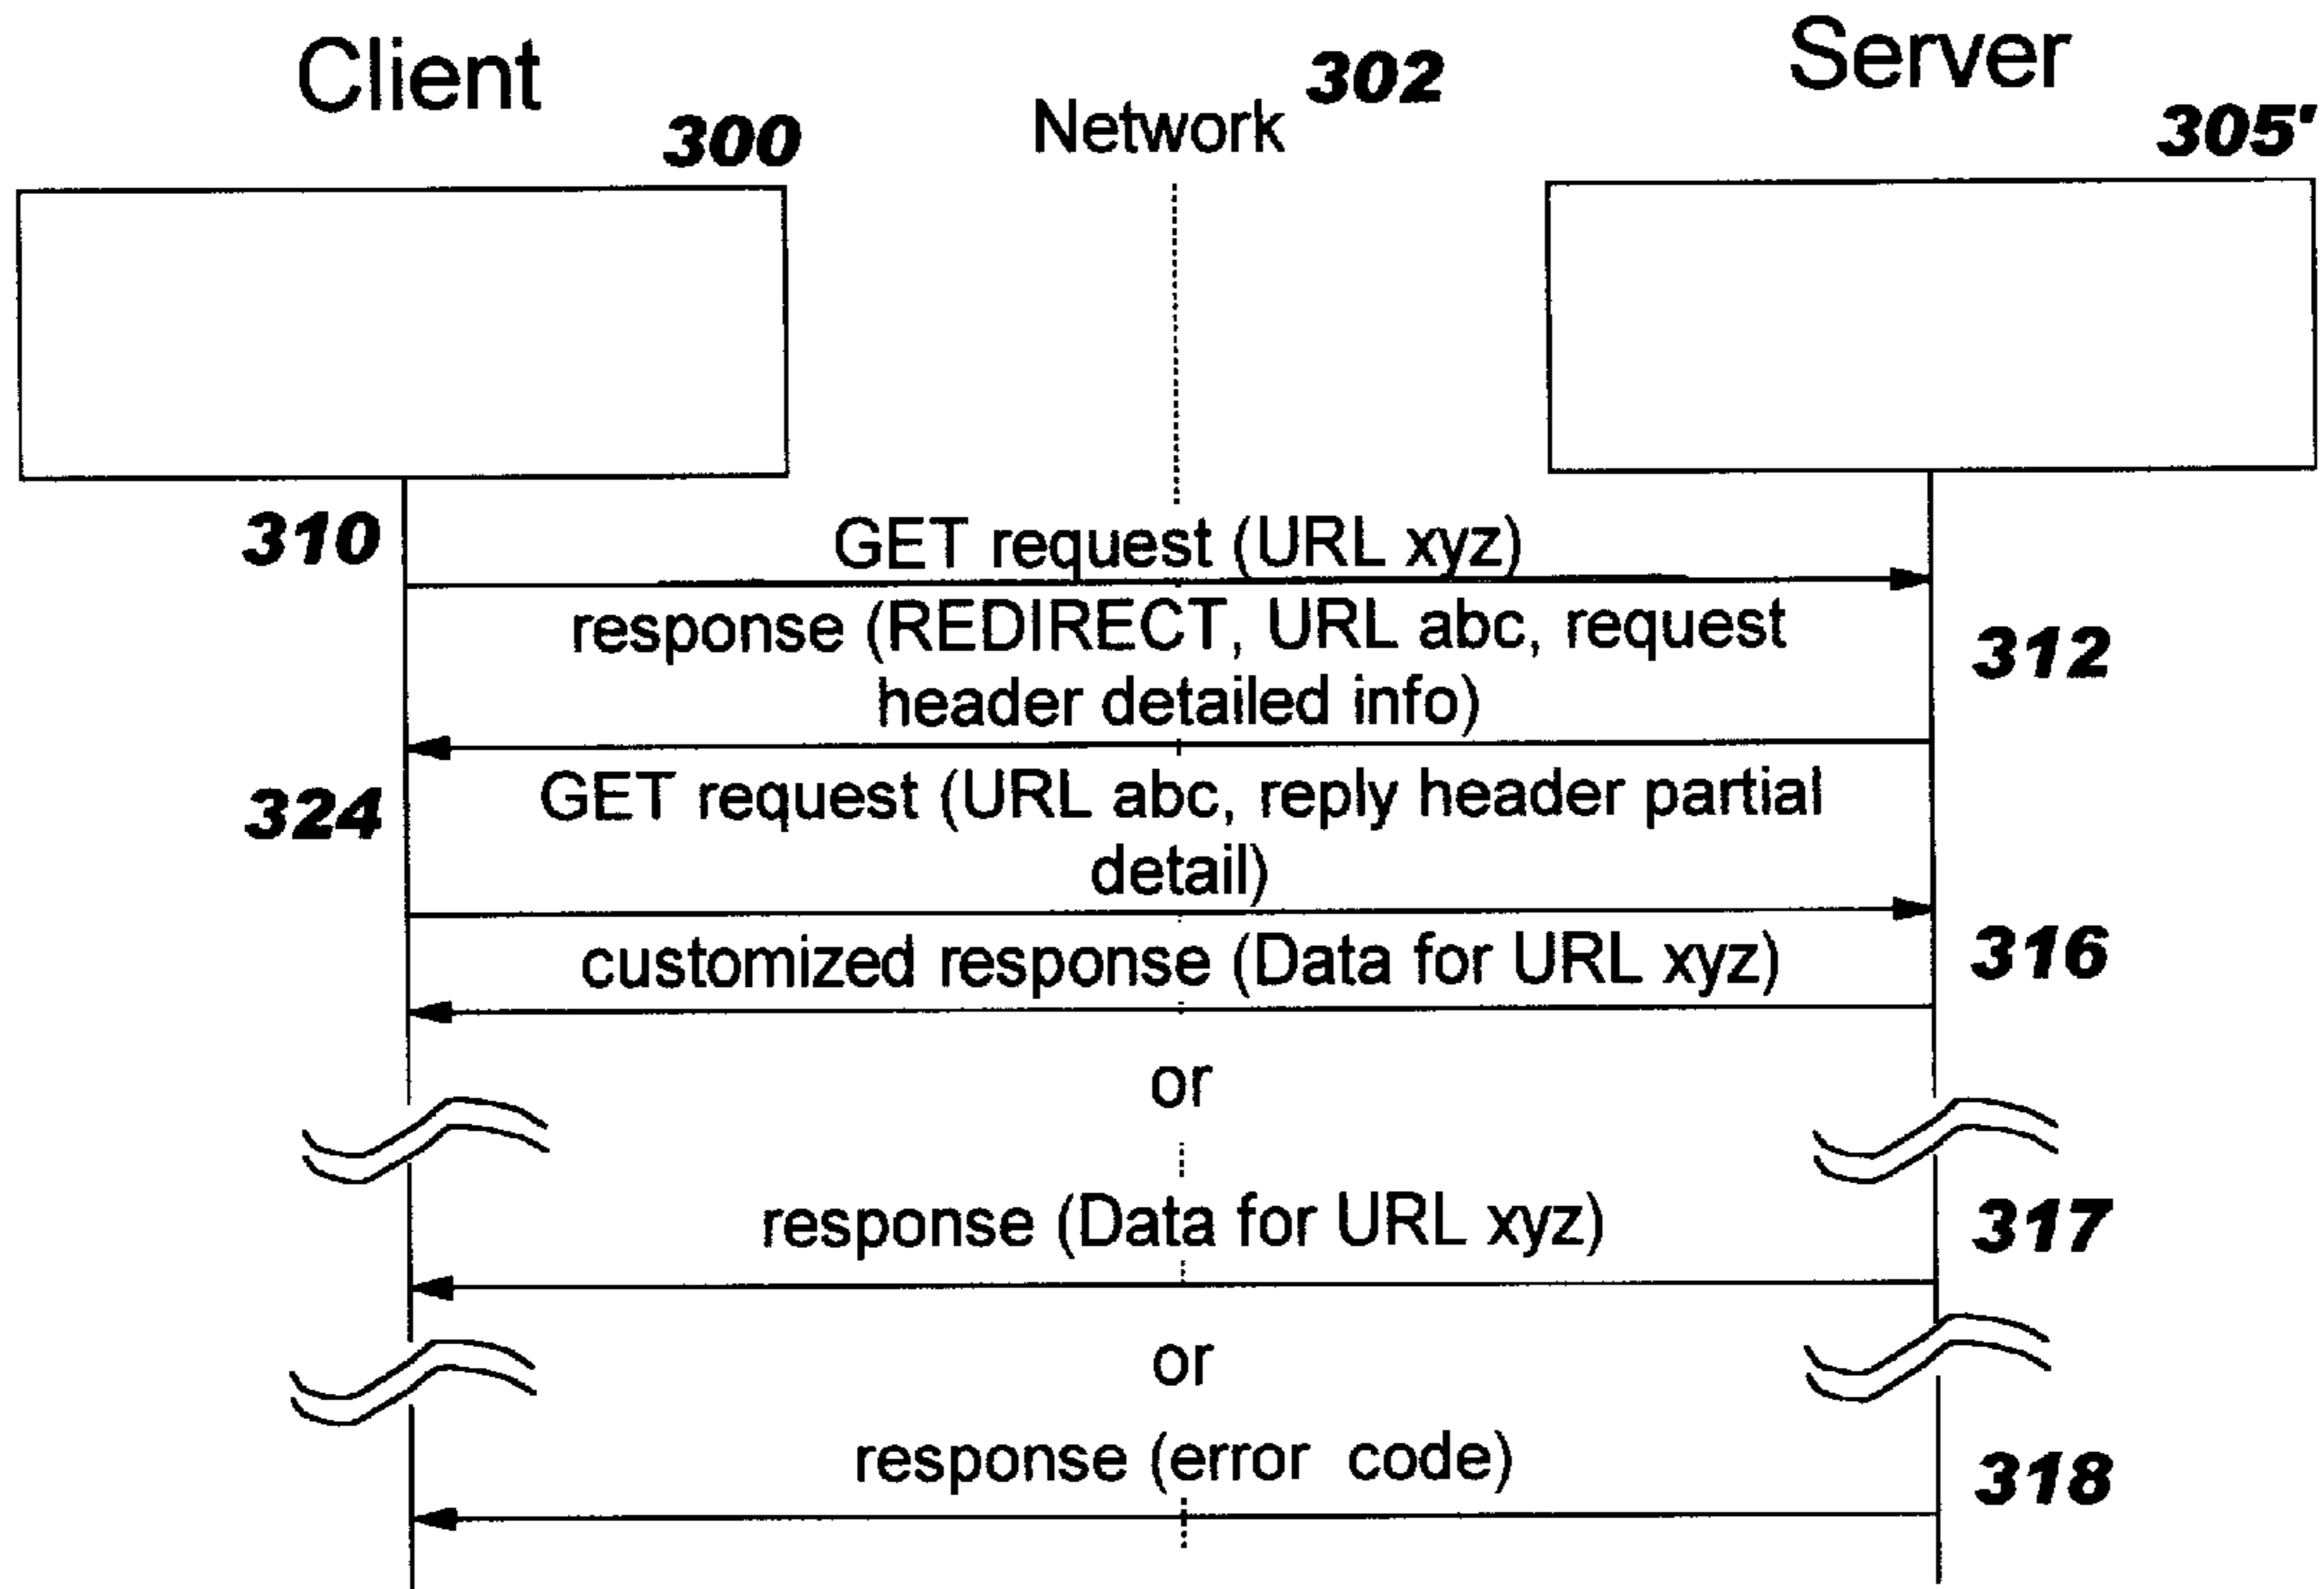 Client
300
Network
302
Server
305'
310
GET request (URL xyz)
response (REDIRECT, URL abc, request
header detailed info)
312
324
GET request (URL abc, reply header partial
detail)
customized response (Data for URL xyz)
316
or
response (Data for URL xyz)
317
or
response (error code)
318